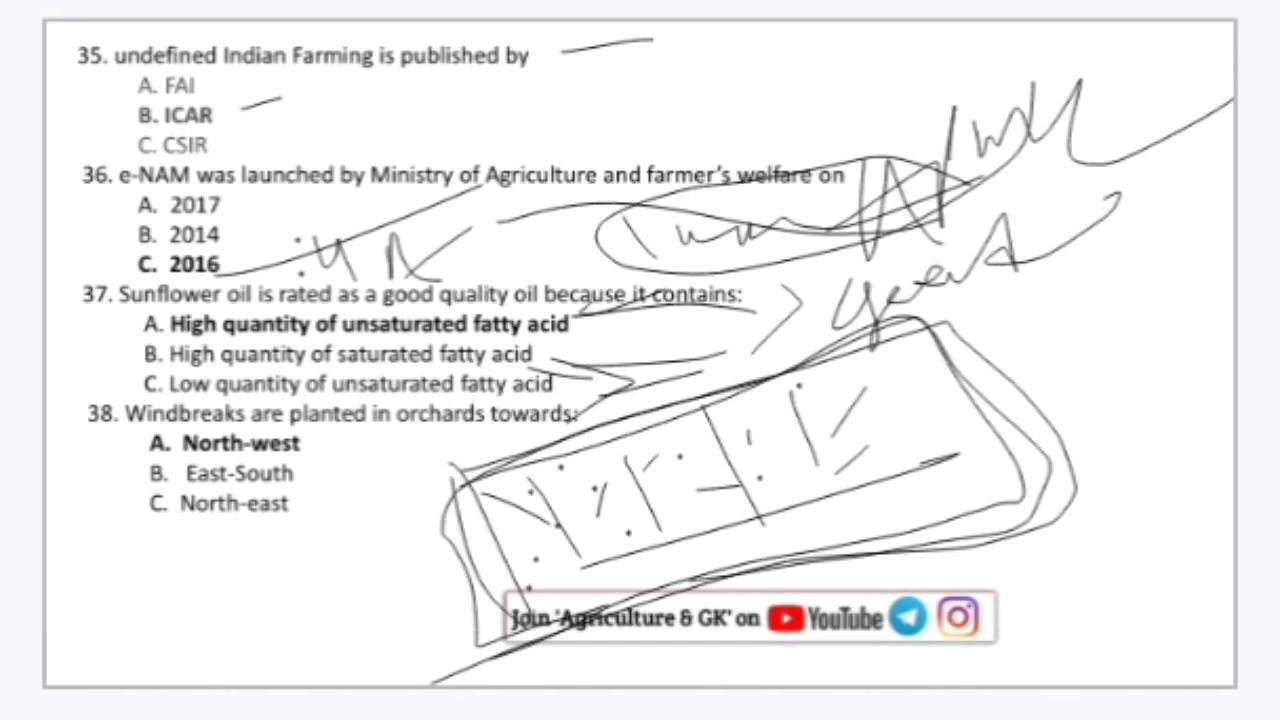 35. undefined Indian Farming is published by
A. FAI
B. ICAR
C. CSIR
36. e-NAM was launched by Ministry of Agriculture and farmer's welfare on
A. 2017
B. 2014
C. 2016
37. Sunflower oil is rated as a good quality oil because it contains:
A. High quantity of unsaturated fatty acid
B. High quantity of saturated fatty acid
C. Low quantity of unsaturated fatty acid
38. Windbreaks are planted in orchards towards:
A. North-west
B. East-South
C. North-east
Join 'Agriculture & GK' on YouTube